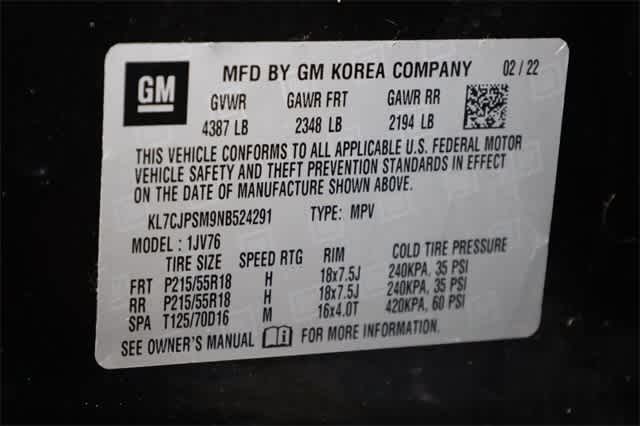 GM MFD BY GM KOREA COMPANY 02 / 22
GVWR GAWR FRT GAWR RR
4387 LB 2348 LB 2194 LB
THIS VEHICLE CONFORMS TO ALL APPLICABLE U.S. FEDERAL MOTOR
VEHICLE SAFETY AND THEFT PREVENTION STANDARDS IN EFFECT
ON THE DATE OF MANUFACTURE SHOWN ABOVE.
KL7CJPSM9NB524291 TYPE: MPV
MODEL : 1JV76
TIRE SIZE SPEED RTG RIM COLD TIRE PRESSURE
FRT P215/55R18 H 18x7.5J 240KPA, 35 PSI
RR P215/55R18 H 18x7.5J 240KPA, 35 PSI
SPA T125/70D16 M 16x4.0T 420KPA, 60 PSI
SEE OWNER'S MANUAL FOR MORE INFORMATION.